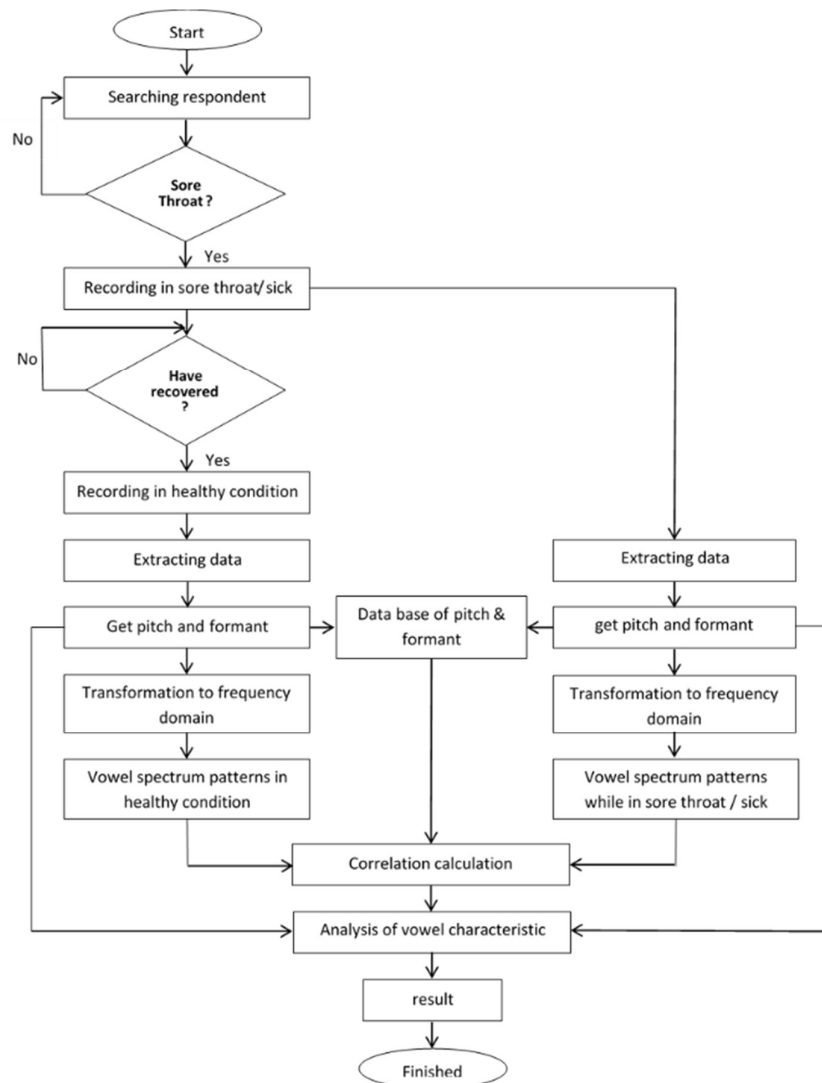 Start
Searching respondent
No
Sore
Throat ?
Yes
Recording in sore throat/ sick
No
Have
recovered
?
Yes
Recording in healthy condition
Extracting data
Extracting data
Get pitch and formant
Data base of pitch &
formant
get pitch and formant
Transformation to frequency
domain
Transformation to frequency
domain
Vowel spectrum patterns in
healthy condition
Vowel spectrum patterns
while in sore throat / sick
Correlation calculation
Analysis of vowel characteristic
result
Finished